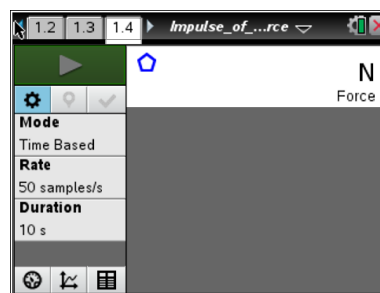 1.2 1.3 1.4 Impulse_of_...rce
N
Force
Mode
Time Based
Rate
50 samples/s
Duration
10 s